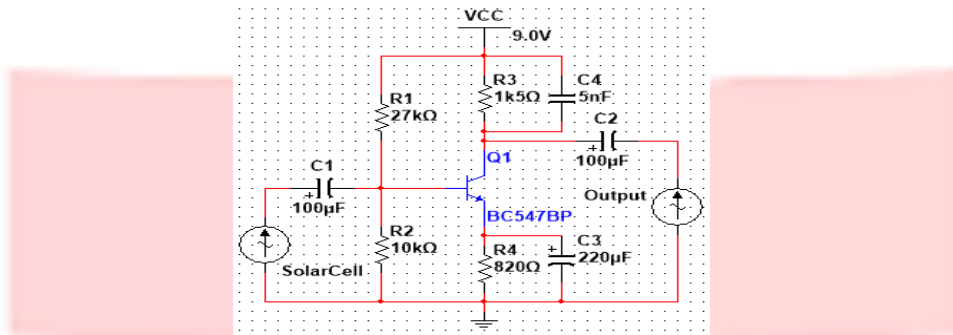 VCC
9.0V
R3
1k5Ω
C4
5nF
R1
27kΩ
C2
100µF
Q1
C1
100µF
Output
BC547BP
R2
10kΩ
SolarCell
R4
820Ω
C3
220µF